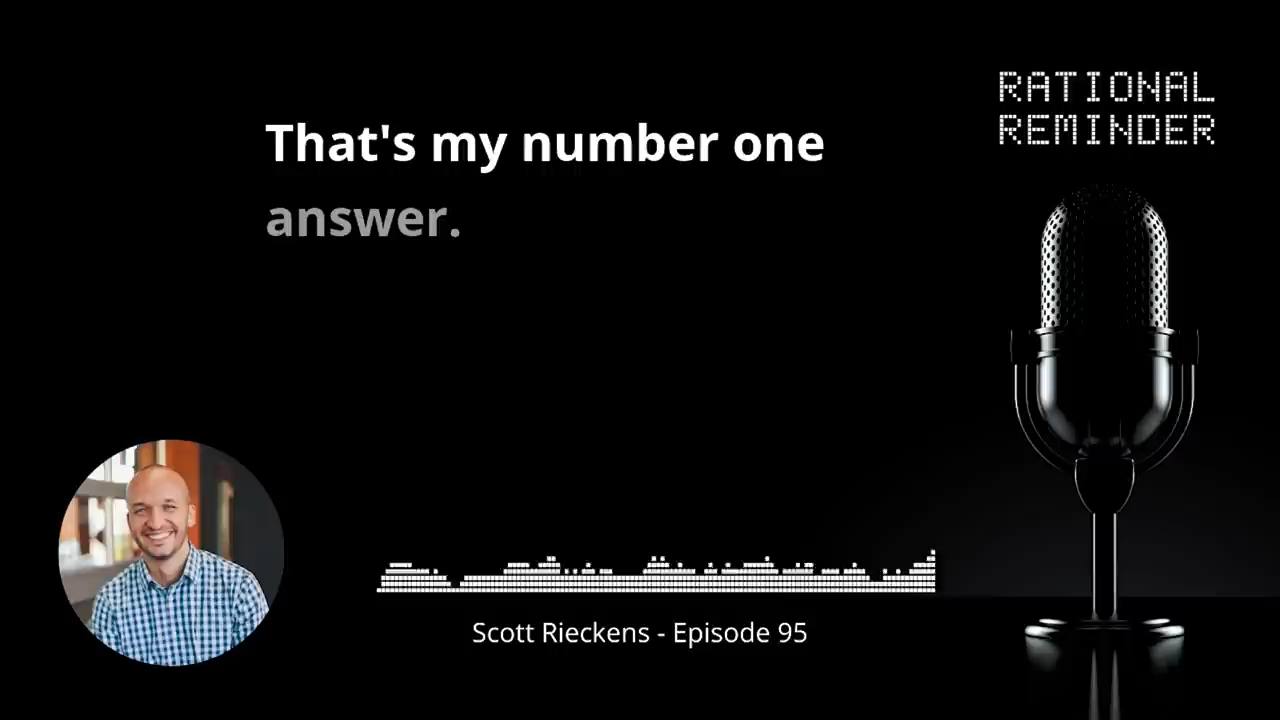 RATIONAL
REMINDER
That's my number one
answer.
Scott Rieckens - Episode 95